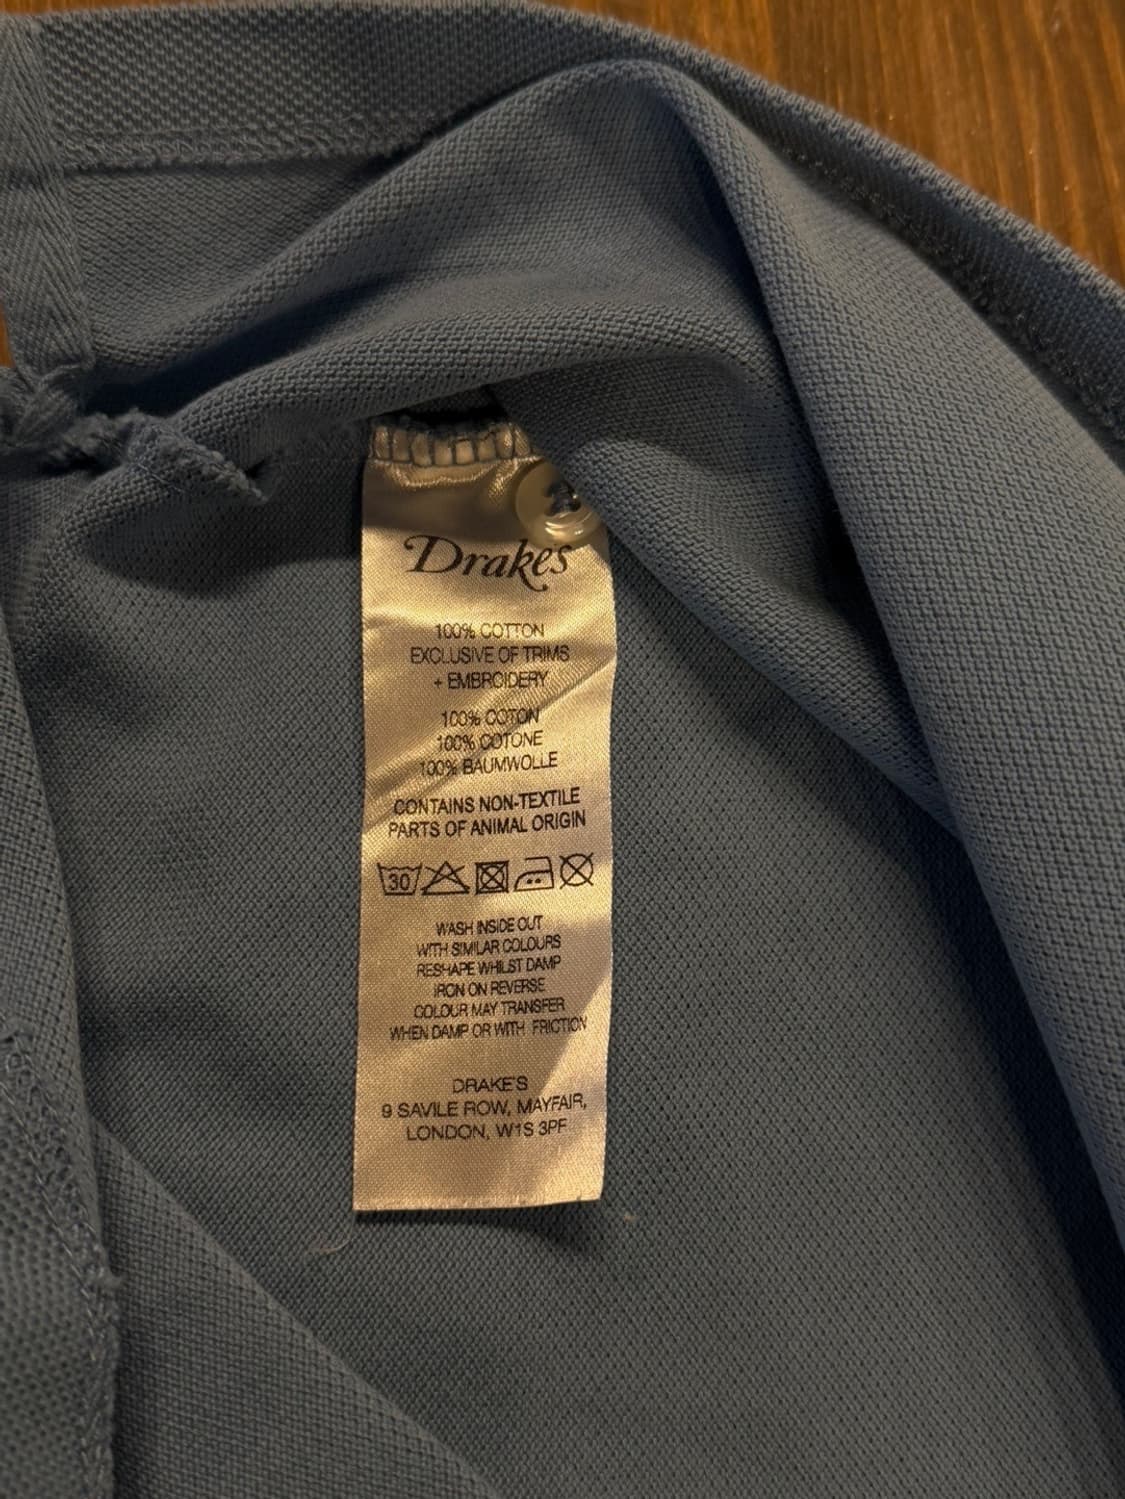 Drake's
100% COTTON
EXCLUSIVE OF TRIMS
+ EMBROIDERY
100% COTON
100% COTONE
100% BAUMWOLLE
CONTAINS NON-TEXTILE
PARTS OF ANIMAL ORIGIN
30
WASH INSIDE OUT
WITH SIMILAR COLOURS
RESHAPE WHILST DAMP
IRON ON REVERSE
COLOUR MAY TRANSFER
WHEN DAMP OR WITH FRICTION
DRAKE'S
9 SAVILE ROW, MAYFAIR,
LONDON, W1S 3PF